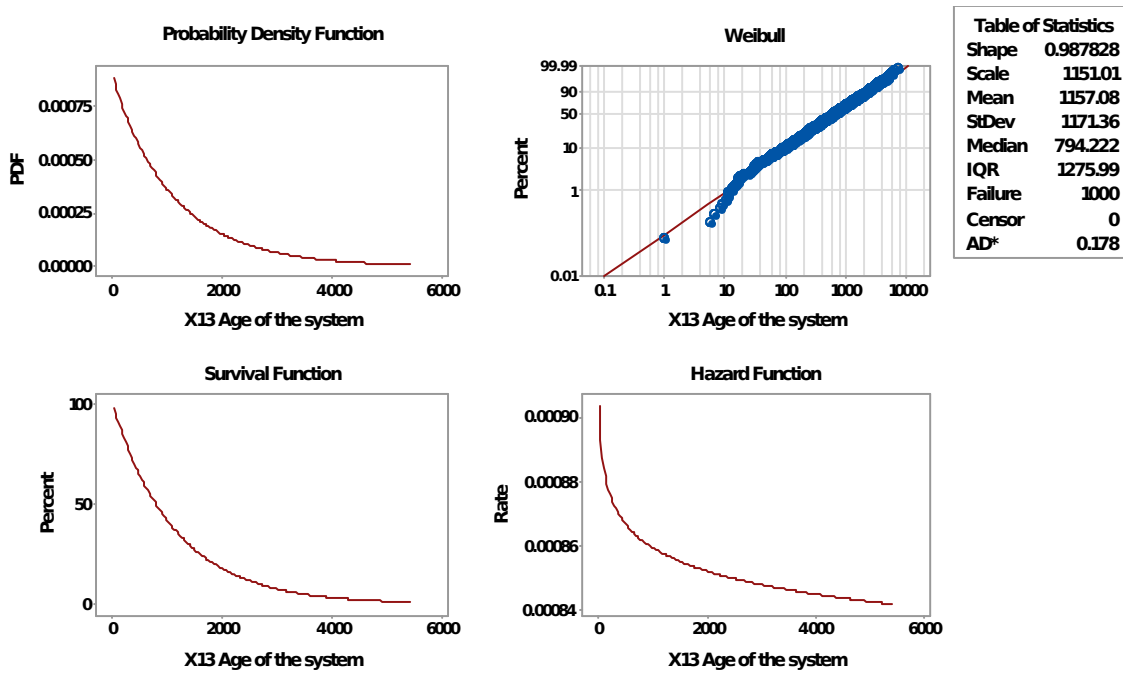 Probability Density Function
0.00075
0.00050
0.00025
0.00000
PDF
0 2000 4000 6000
X13 Age of the system
Weibull
99.99
90
50
10
1
0.01
Percent
0.1 1 10 100 1000 10000
X13 Age of the system
Table of Statistics
Shape 0.987828
Scale 1151.01
Mean 1157.08
StDev 1171.36
Median 794.222
IQR 1275.99
Failure 1000
Censor 0
AD* 0.178
Survival Function
100
50
0
Percent
0 2000 4000 6000
X13 Age of the system
Hazard Function
0.00090
0.00088
0.00086
0.00084
Rate
0 2000 4000 6000
X13 Age of the system